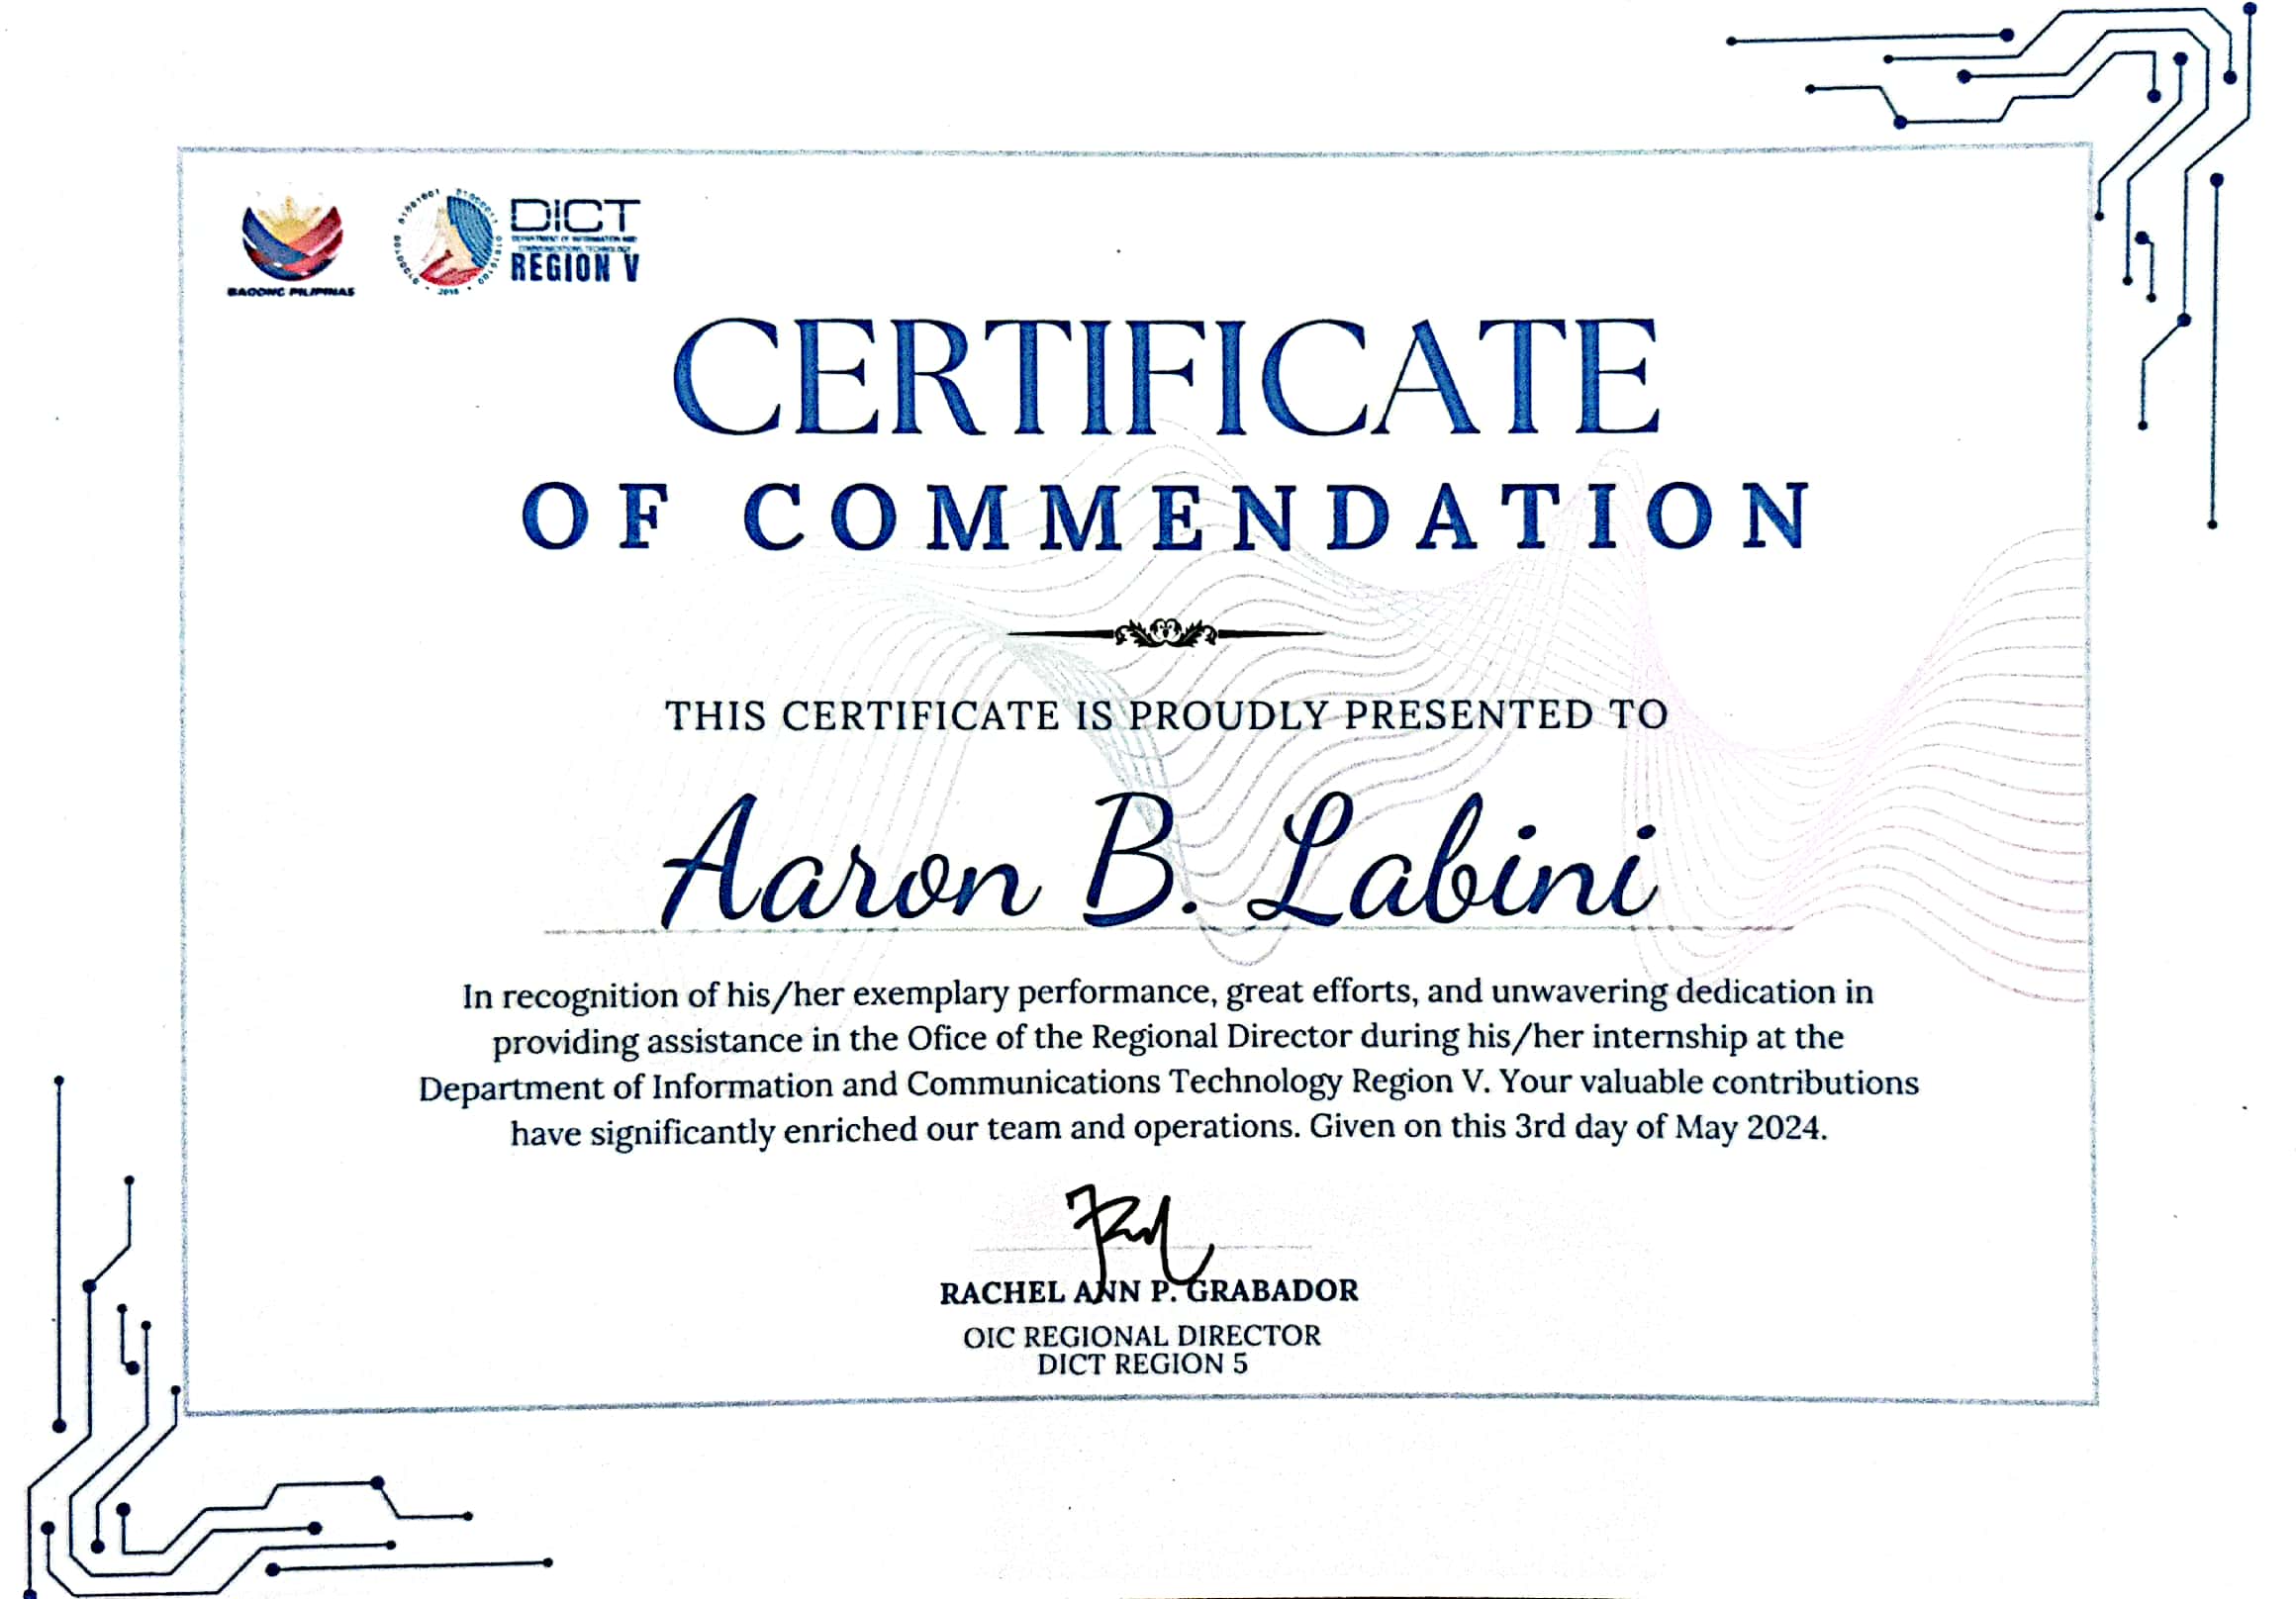 BAGONG PILIPINAS
DICT
DEPARTMENT OF INFORMATION AND
COMMUNICATIONS TECHNOLOGY
REGION V
2016
CERTIFICATE
OF COMMENDATION
THIS CERTIFICATE IS PROUDLY PRESENTED TO
Aaron B. Labini
In recognition of his/her exemplary performance, great efforts, and unwavering dedication in
providing assistance in the Ofice of the Regional Director during his/her internship at the
Department of Information and Communications Technology Region V. Your valuable contributions
have significantly enriched our team and operations. Given on this 3rd day of May 2024.
RACHEL ANN P. GRABADOR
OIC REGIONAL DIRECTOR
DICT REGION 5